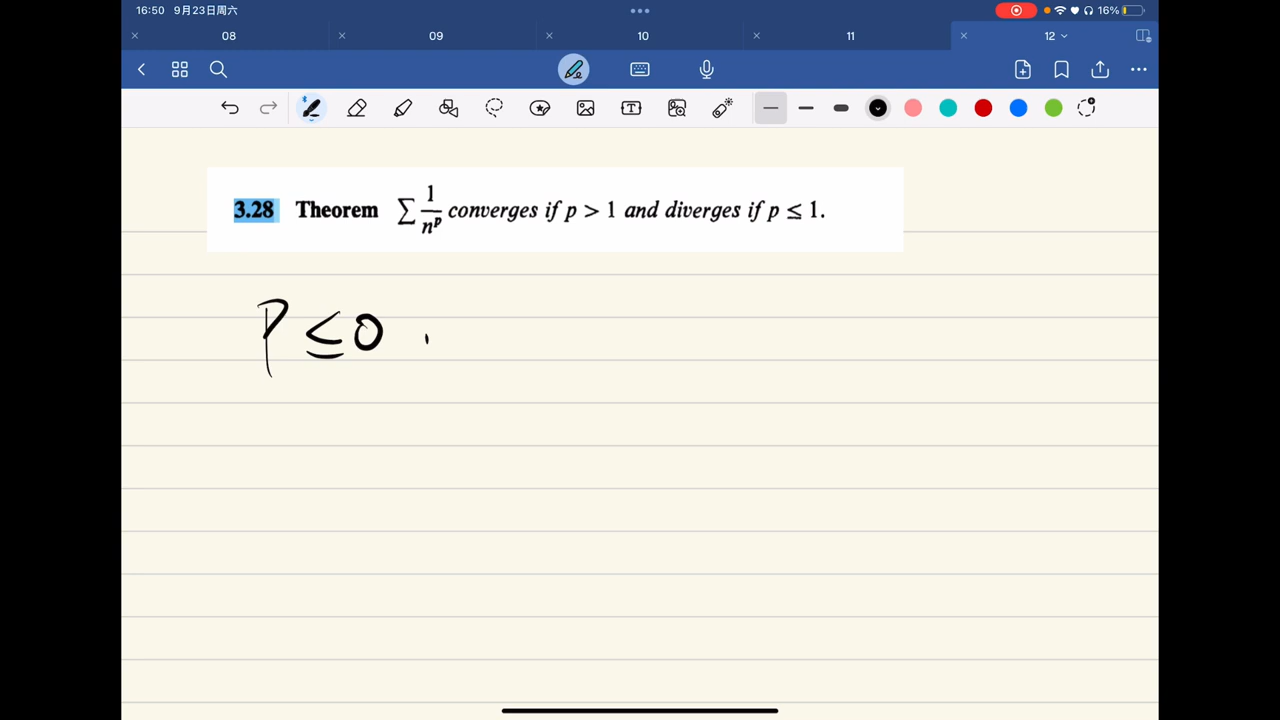 16:50 9月23日周六 16%
08 09 10 11 12
3.28 Theorem ∑ 1/n^p converges if p > 1 and diverges if p ≤ 1.
P ≤ 0 .